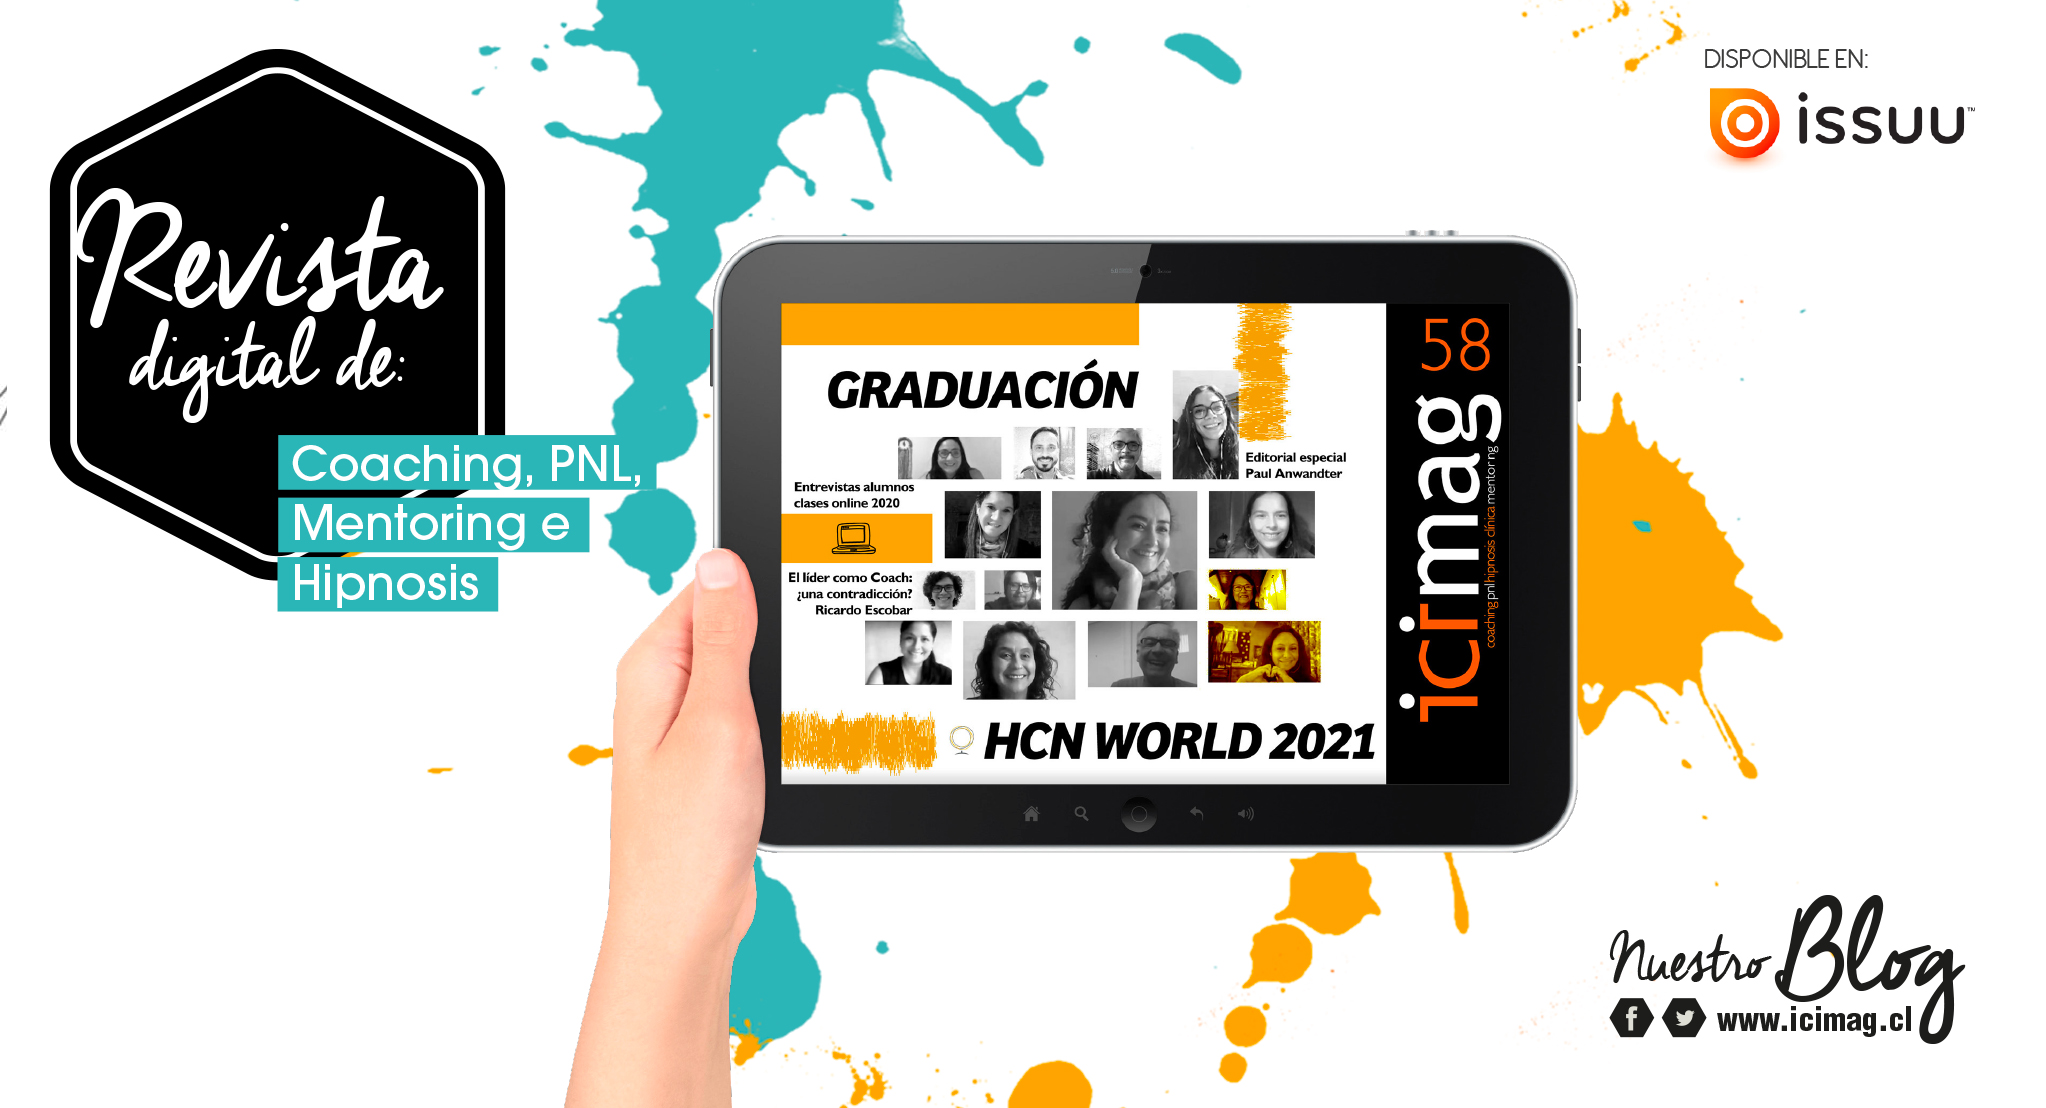 Revista
digital de:
Coaching, PNL,
Mentoring e
Hipnosis
DISPONIBLE EN:
issuu™
GRADUACIÓN
Editorial especial
Paul Anwandter
Entrevistas alumnos
clases online 2020
El líder como Coach:
¿una contradicción?
Ricardo Escobar
HCN WORLD 2021
58
icimag
coaching pnl hipnosis clínica mentoring
Nuestro Blog
www.icimag.cl